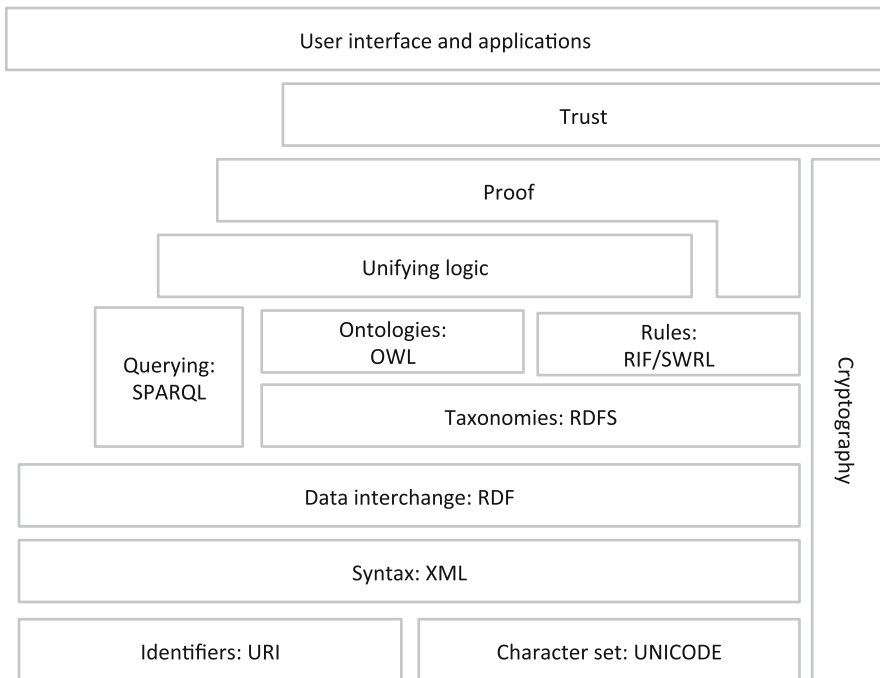 User interface and applications
Trust
Proof
Unifying logic
Querying:
SPARQL
Ontologies:
OWL
Rules:
RIF/SWRL
Taxonomies: RDFS
Cryptography
Data interchange: RDF
Syntax: XML
Identifiers: URI
Character set: UNICODE